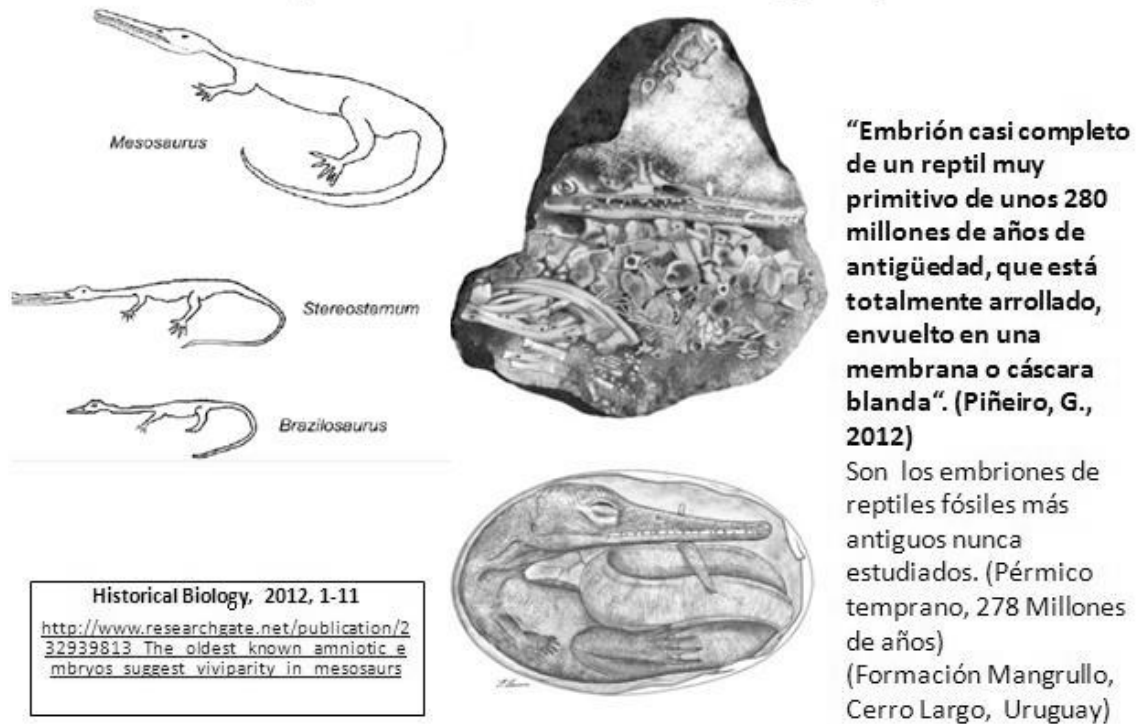 Mesosaurus
Stereosternum
Brazilosaurus
Historical Biology, 2012, 1-11
http://www.researchgate.net/publication/2
32939813_The_oldest_known_amniotic_e
mbryos_suggest_viviparity_in_mesosaurs
“Embrión casi completo
de un reptil muy
primitivo de unos 280
millones de años de
antigüedad, que está
totalmente arrollado,
envuelto en una
membrana o cáscara
blanda“. (Piñeiro, G.,
2012)
Son los embriones de
reptiles fósiles más
antiguos nunca
estudiados. (Pérmico
temprano, 278 Millones
de años)
(Formación Mangrullo,
Cerro Largo, Uruguay)